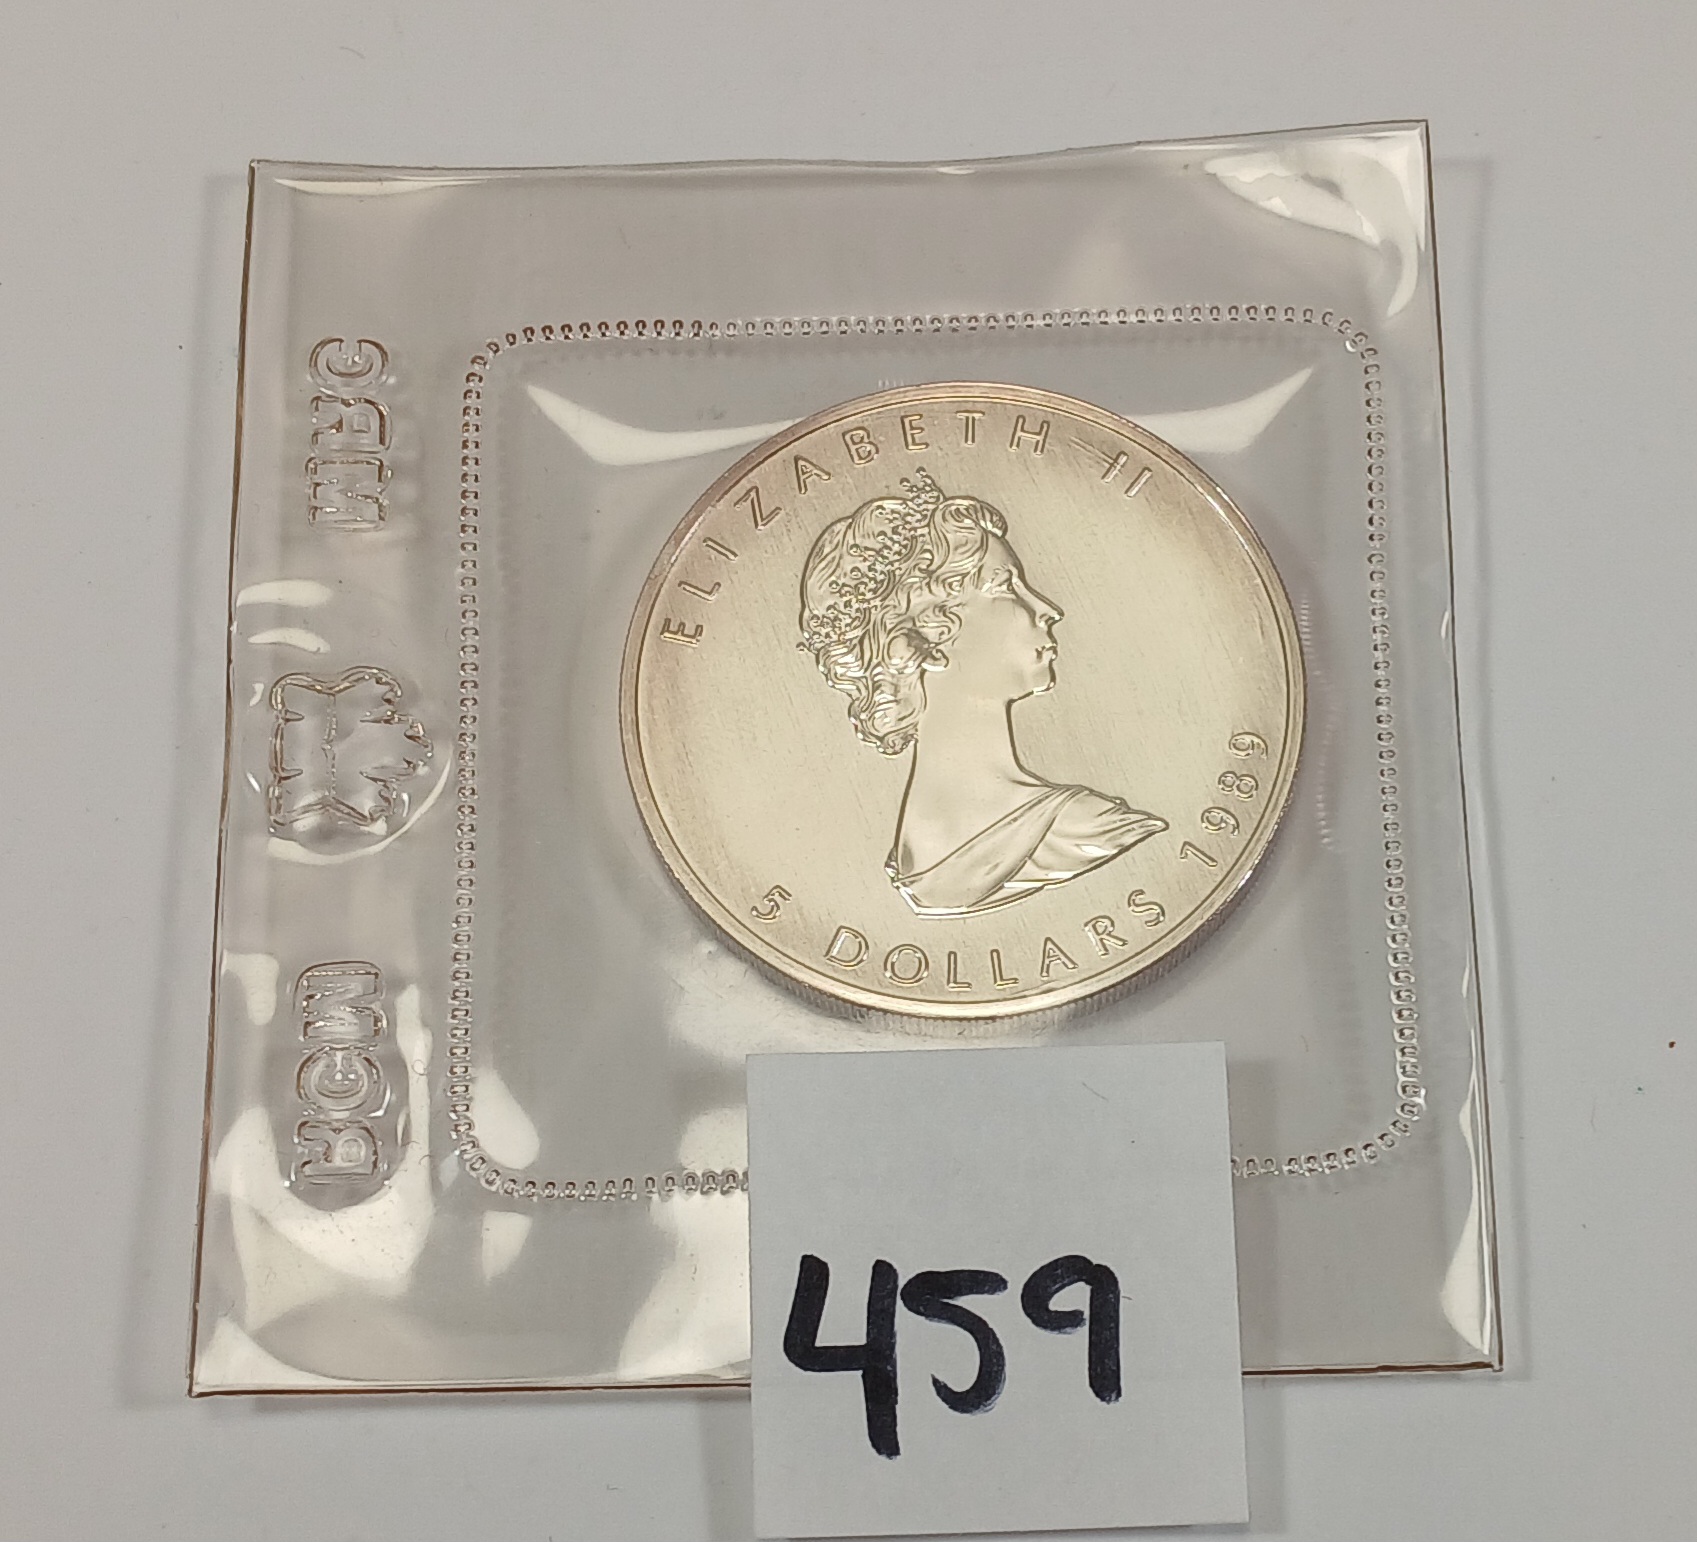 MRC
RCM
ELIZABETH II
5 DOLLARS 1989
459